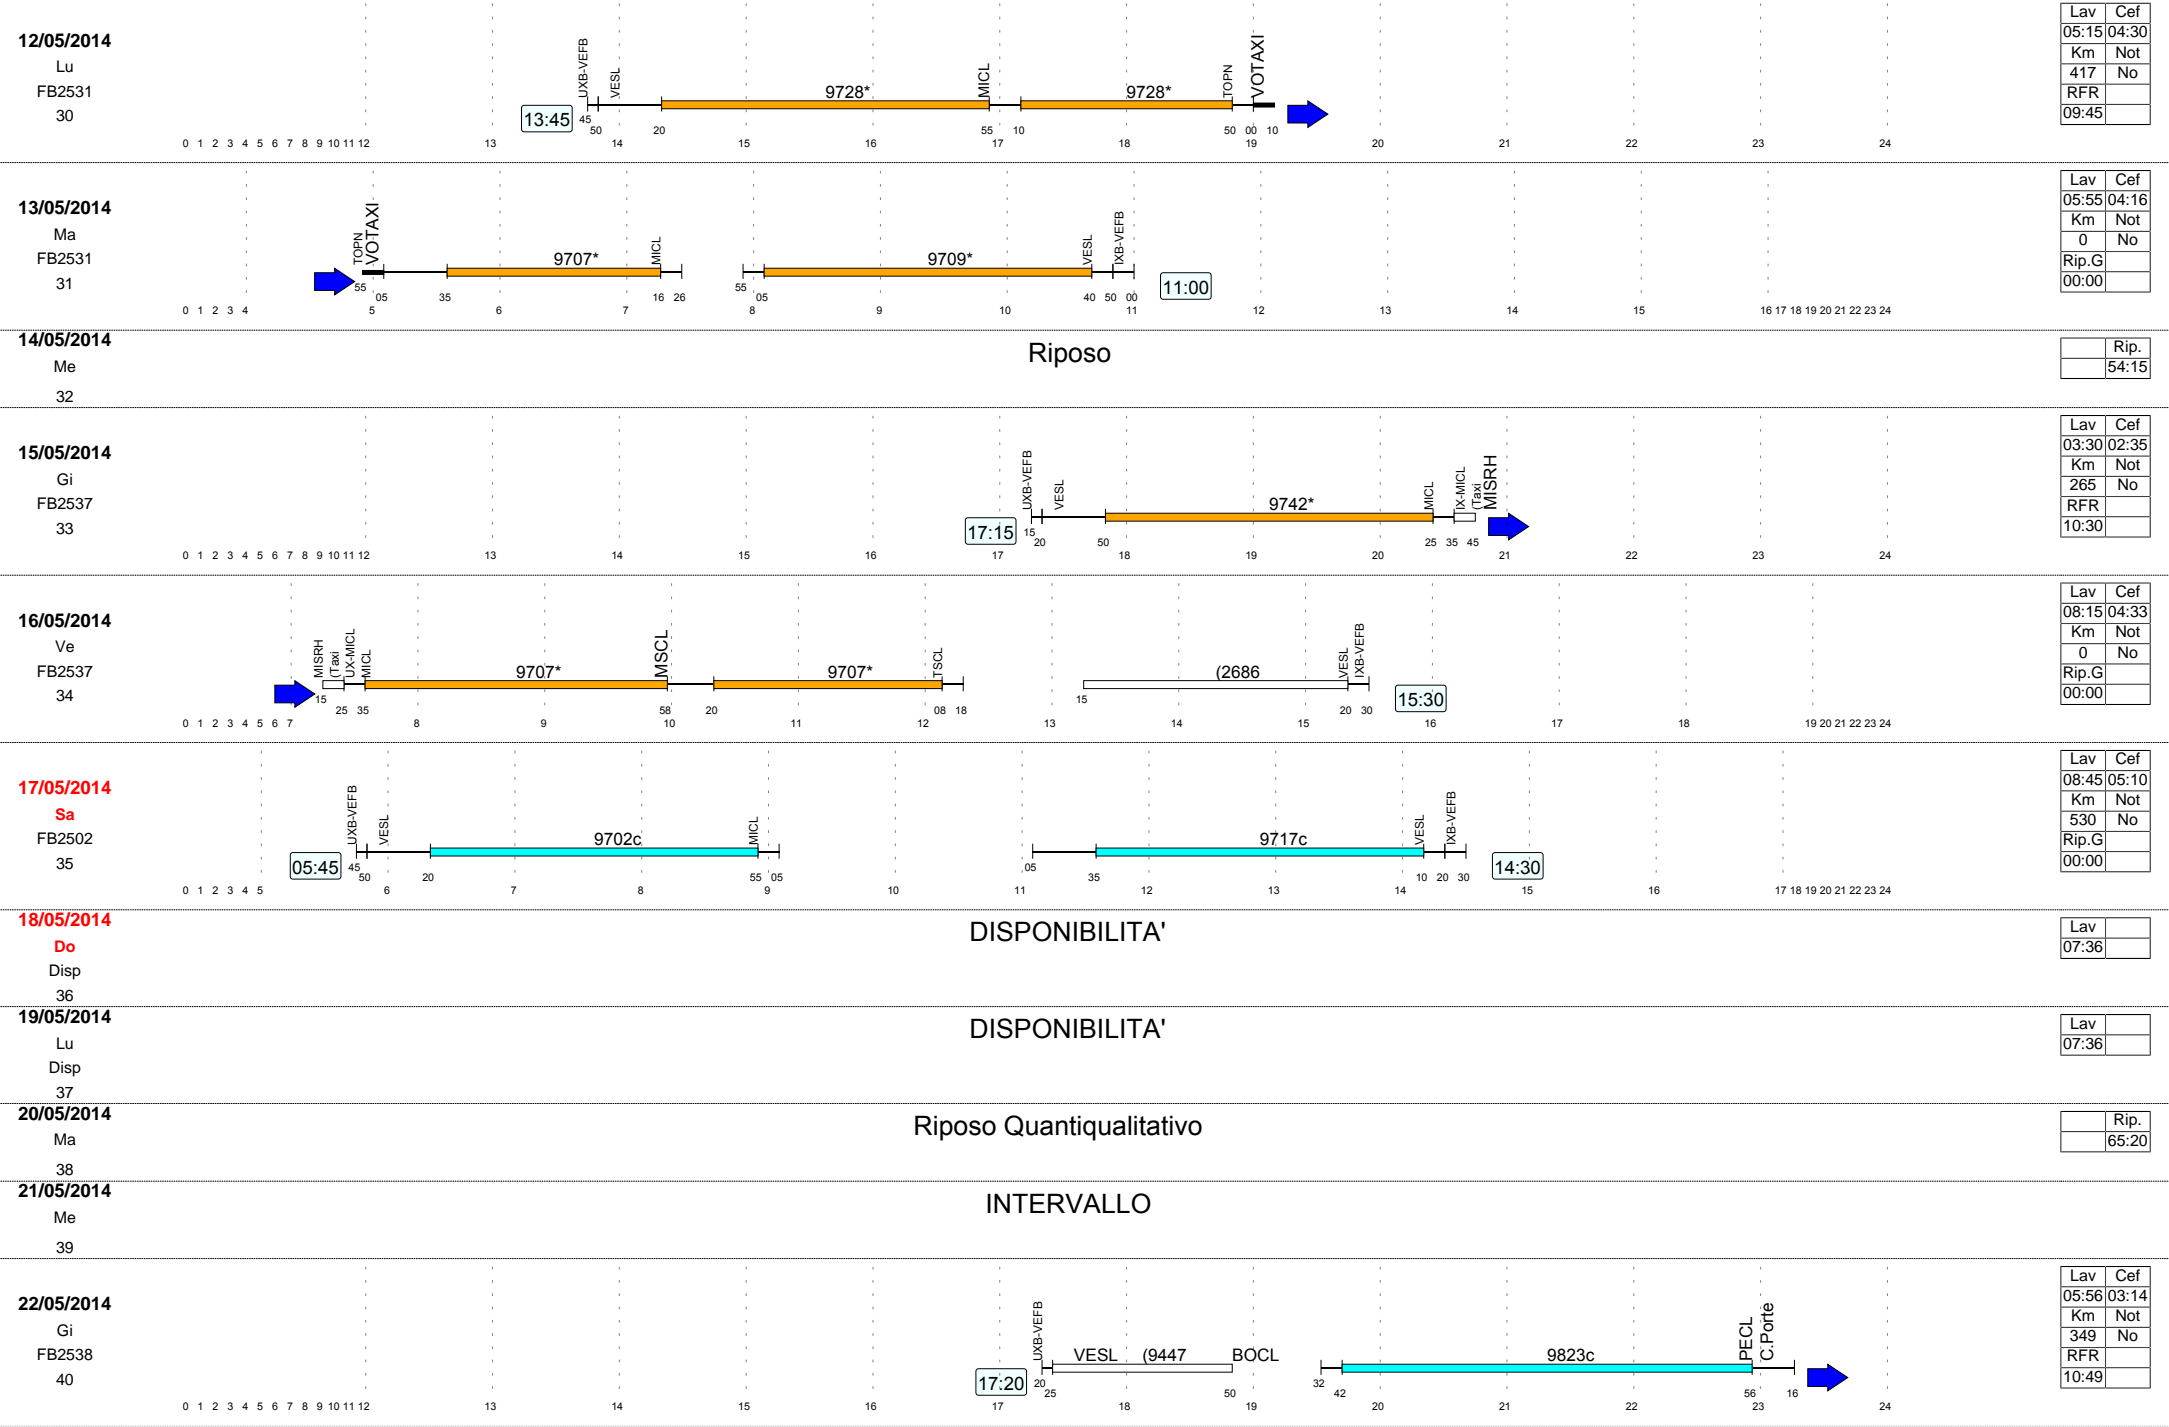 12/05/2014
Lu
FB2531
30
13:45
UXB-VEFB
VESL
9728*
MICL
9728*
TOPN
VOTAXI
45 50 20 55 10 50 00 10
0 1 2 3 4 5 6 7 8 9 10 11 12 13 14 15 16 17 18 19 20 21 22 23 24
Lav Cef
05:15 04:30
Km Not
417 No
RFR
09:45
13/05/2014
Ma
FB2531
31
TOPN
VOTAXI
9707*
MICL
9709*
VESL
IXB-VEFB
11:00
55 05 35 16 26 55 05 40 50 00
0 1 2 3 4 5 6 7 8 9 10 11 12 13 14 15 16 17 18 19 20 21 22 23 24
Lav Cef
05:55 04:16
Km Not
0 No
Rip.G
00:00
14/05/2014
Me
32
Riposo
Rip.
54:15
15/05/2014
Gi
FB2537
33
17:15
UXB-VEFB
VESL
9742*
MICL
IX-MICL
(Taxi
MISRH
15 20 50 25 35 45
0 1 2 3 4 5 6 7 8 9 10 11 12 13 14 15 16 17 18 19 20 21 22 23 24
Lav Cef
03:30 02:35
Km Not
265 No
RFR
10:30
16/05/2014
Ve
FB2537
34
MISRH
(Taxi
UX-MICL
MICL
9707*
MSCL
9707*
TSCL
(2686
VESL
IXB-VEFB
15:30
15 25 35 58 20 08 18 15 20 30
0 1 2 3 4 5 6 7 8 9 10 11 12 13 14 15 16 17 18 19 20 21 22 23 24
Lav Cef
08:15 04:33
Km Not
0 No
Rip.G
00:00
17/05/2014
Sa
FB2502
35
05:45
UXB-VEFB
VESL
9702c
MICL
9717c
VESL
IXB-VEFB
14:30
45 50 20 55 05 05 35 10 20 30
0 1 2 3 4 5 6 7 8 9 10 11 12 13 14 15 16 17 18 19 20 21 22 23 24
Lav Cef
08:45 05:10
Km Not
530 No
Rip.G
00:00
18/05/2014
Do
Disp
36
DISPONIBILITA'
Lav
07:36
19/05/2014
Lu
Disp
37
DISPONIBILITA'
Lav
07:36
20/05/2014
Ma
38
Riposo Quantiqualitativo
Rip.
65:20
21/05/2014
Me
39
INTERVALLO
22/05/2014
Gi
FB2538
40
17:20
UXB-VEFB
VESL (9447 BOCL
9823c
PECL
C.Porte
20 25 50 32 42 56 16
0 1 2 3 4 5 6 7 8 9 10 11 12 13 14 15 16 17 18 19 20 21 22 23 24
Lav Cef
05:56 03:14
Km Not
349 No
RFR
10:49